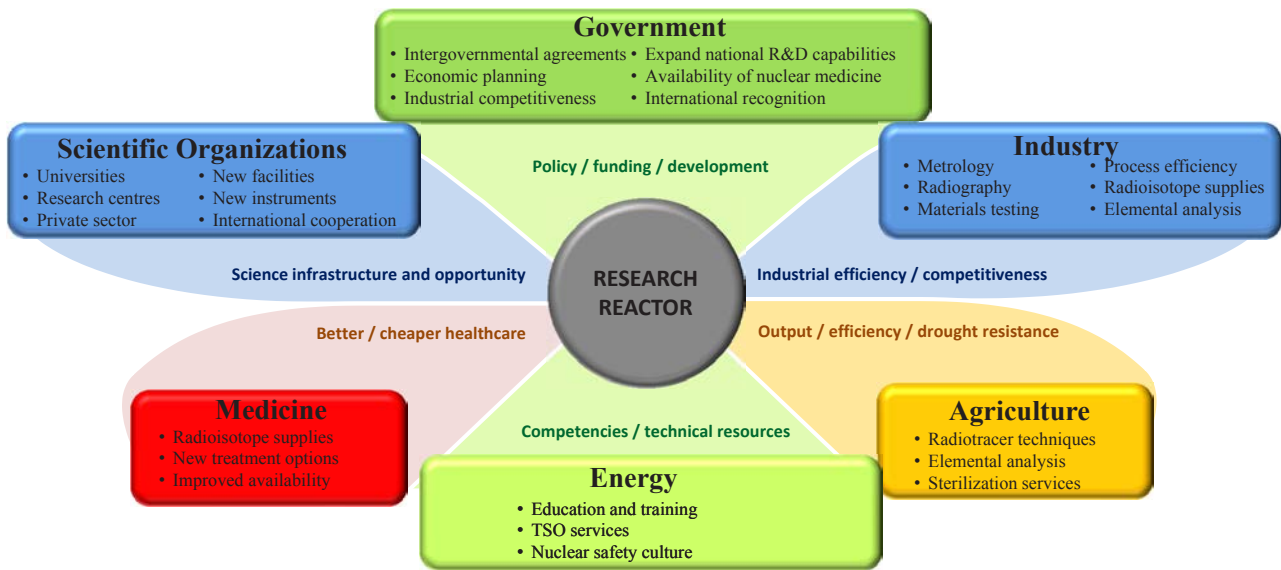 Government
• Intergovernmental agreements
• Economic planning
• Industrial competitiveness
• Expand national R&D capabilities
• Availability of nuclear medicine
• International recognition
Scientific Organizations
• Universities
• Research centres
• Private sector
• New facilities
• New instruments
• International cooperation
Industry
• Metrology
• Radiography
• Materials testing
• Process efficiency
• Radioisotope supplies
• Elemental analysis
Policy / funding / development
Science infrastructure and opportunity
RESEARCH
REACTOR
Industrial efficiency / competitiveness
Better / cheaper healthcare
Output / efficiency / drought resistance
Competencies / technical resources
Medicine
• Radioisotope supplies
• New treatment options
• Improved availability
Energy
• Education and training
• TSO services
• Nuclear safety culture
Agriculture
• Radiotracer techniques
• Elemental analysis
• Sterilization services